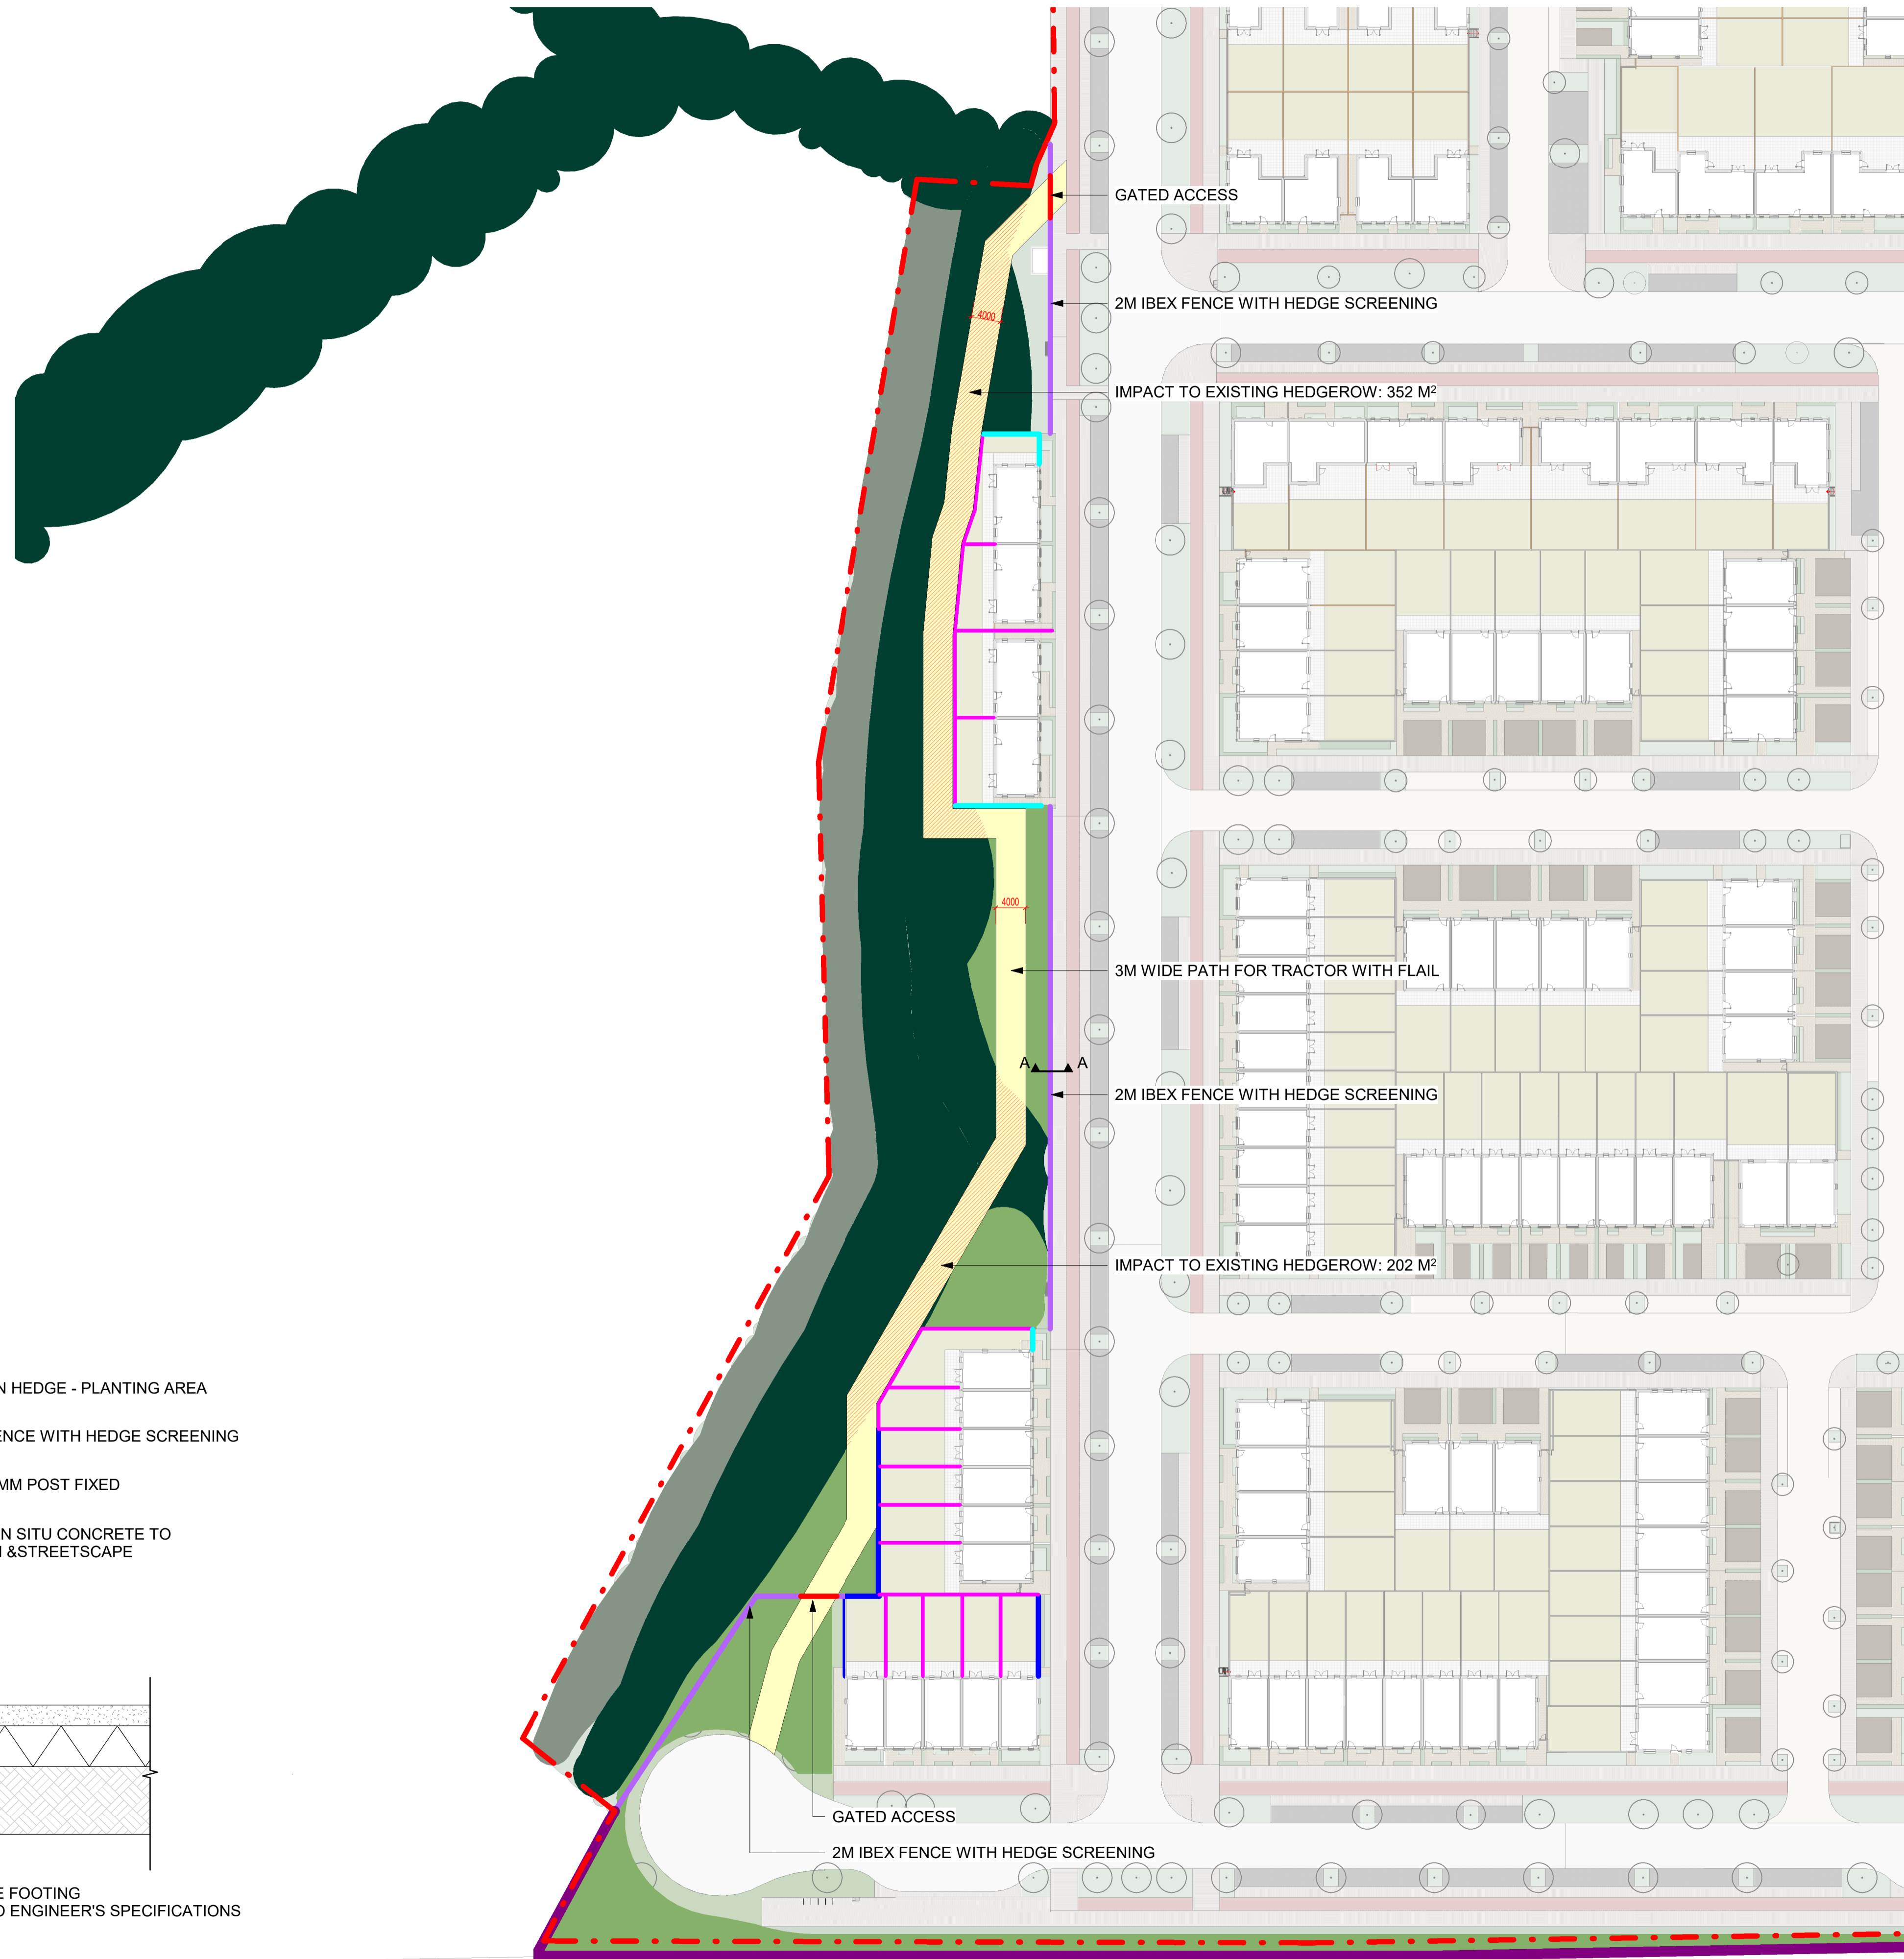 GATED ACCESS
2M IBEX FENCE WITH HEDGE SCREENING
4000
IMPACT TO EXISTING HEDGEROW: 352 M²
4000
3M WIDE PATH FOR TRACTOR WITH FLAIL
A A
2M IBEX FENCE WITH HEDGE SCREENING
IMPACT TO EXISTING HEDGEROW: 202 M²
N HEDGE - PLANTING AREA
ENCE WITH HEDGE SCREENING
MM POST FIXED
N SITU CONCRETE TO
&STREETSCAPE
GATED ACCESS
2M IBEX FENCE WITH HEDGE SCREENING
E FOOTING
ENGINEER'S SPECIFICATIONS